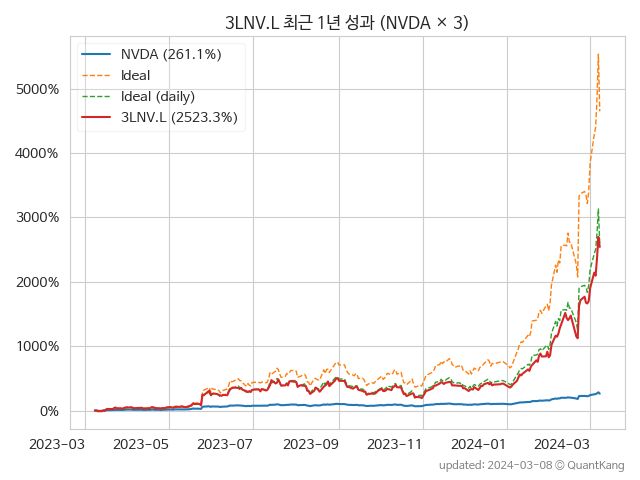 3LNV.L 최근 1년 성과 (NVDA × 3)
NVDA (261.1%)
Ideal
Ideal (daily)
3LNV.L (2523.3%)
5000%
4000%
3000%
2000%
1000%
0%
2023-03 2023-05 2023-07 2023-09 2023-11 2024-01 2024-03
updated: 2024-03-08 © QuantKang